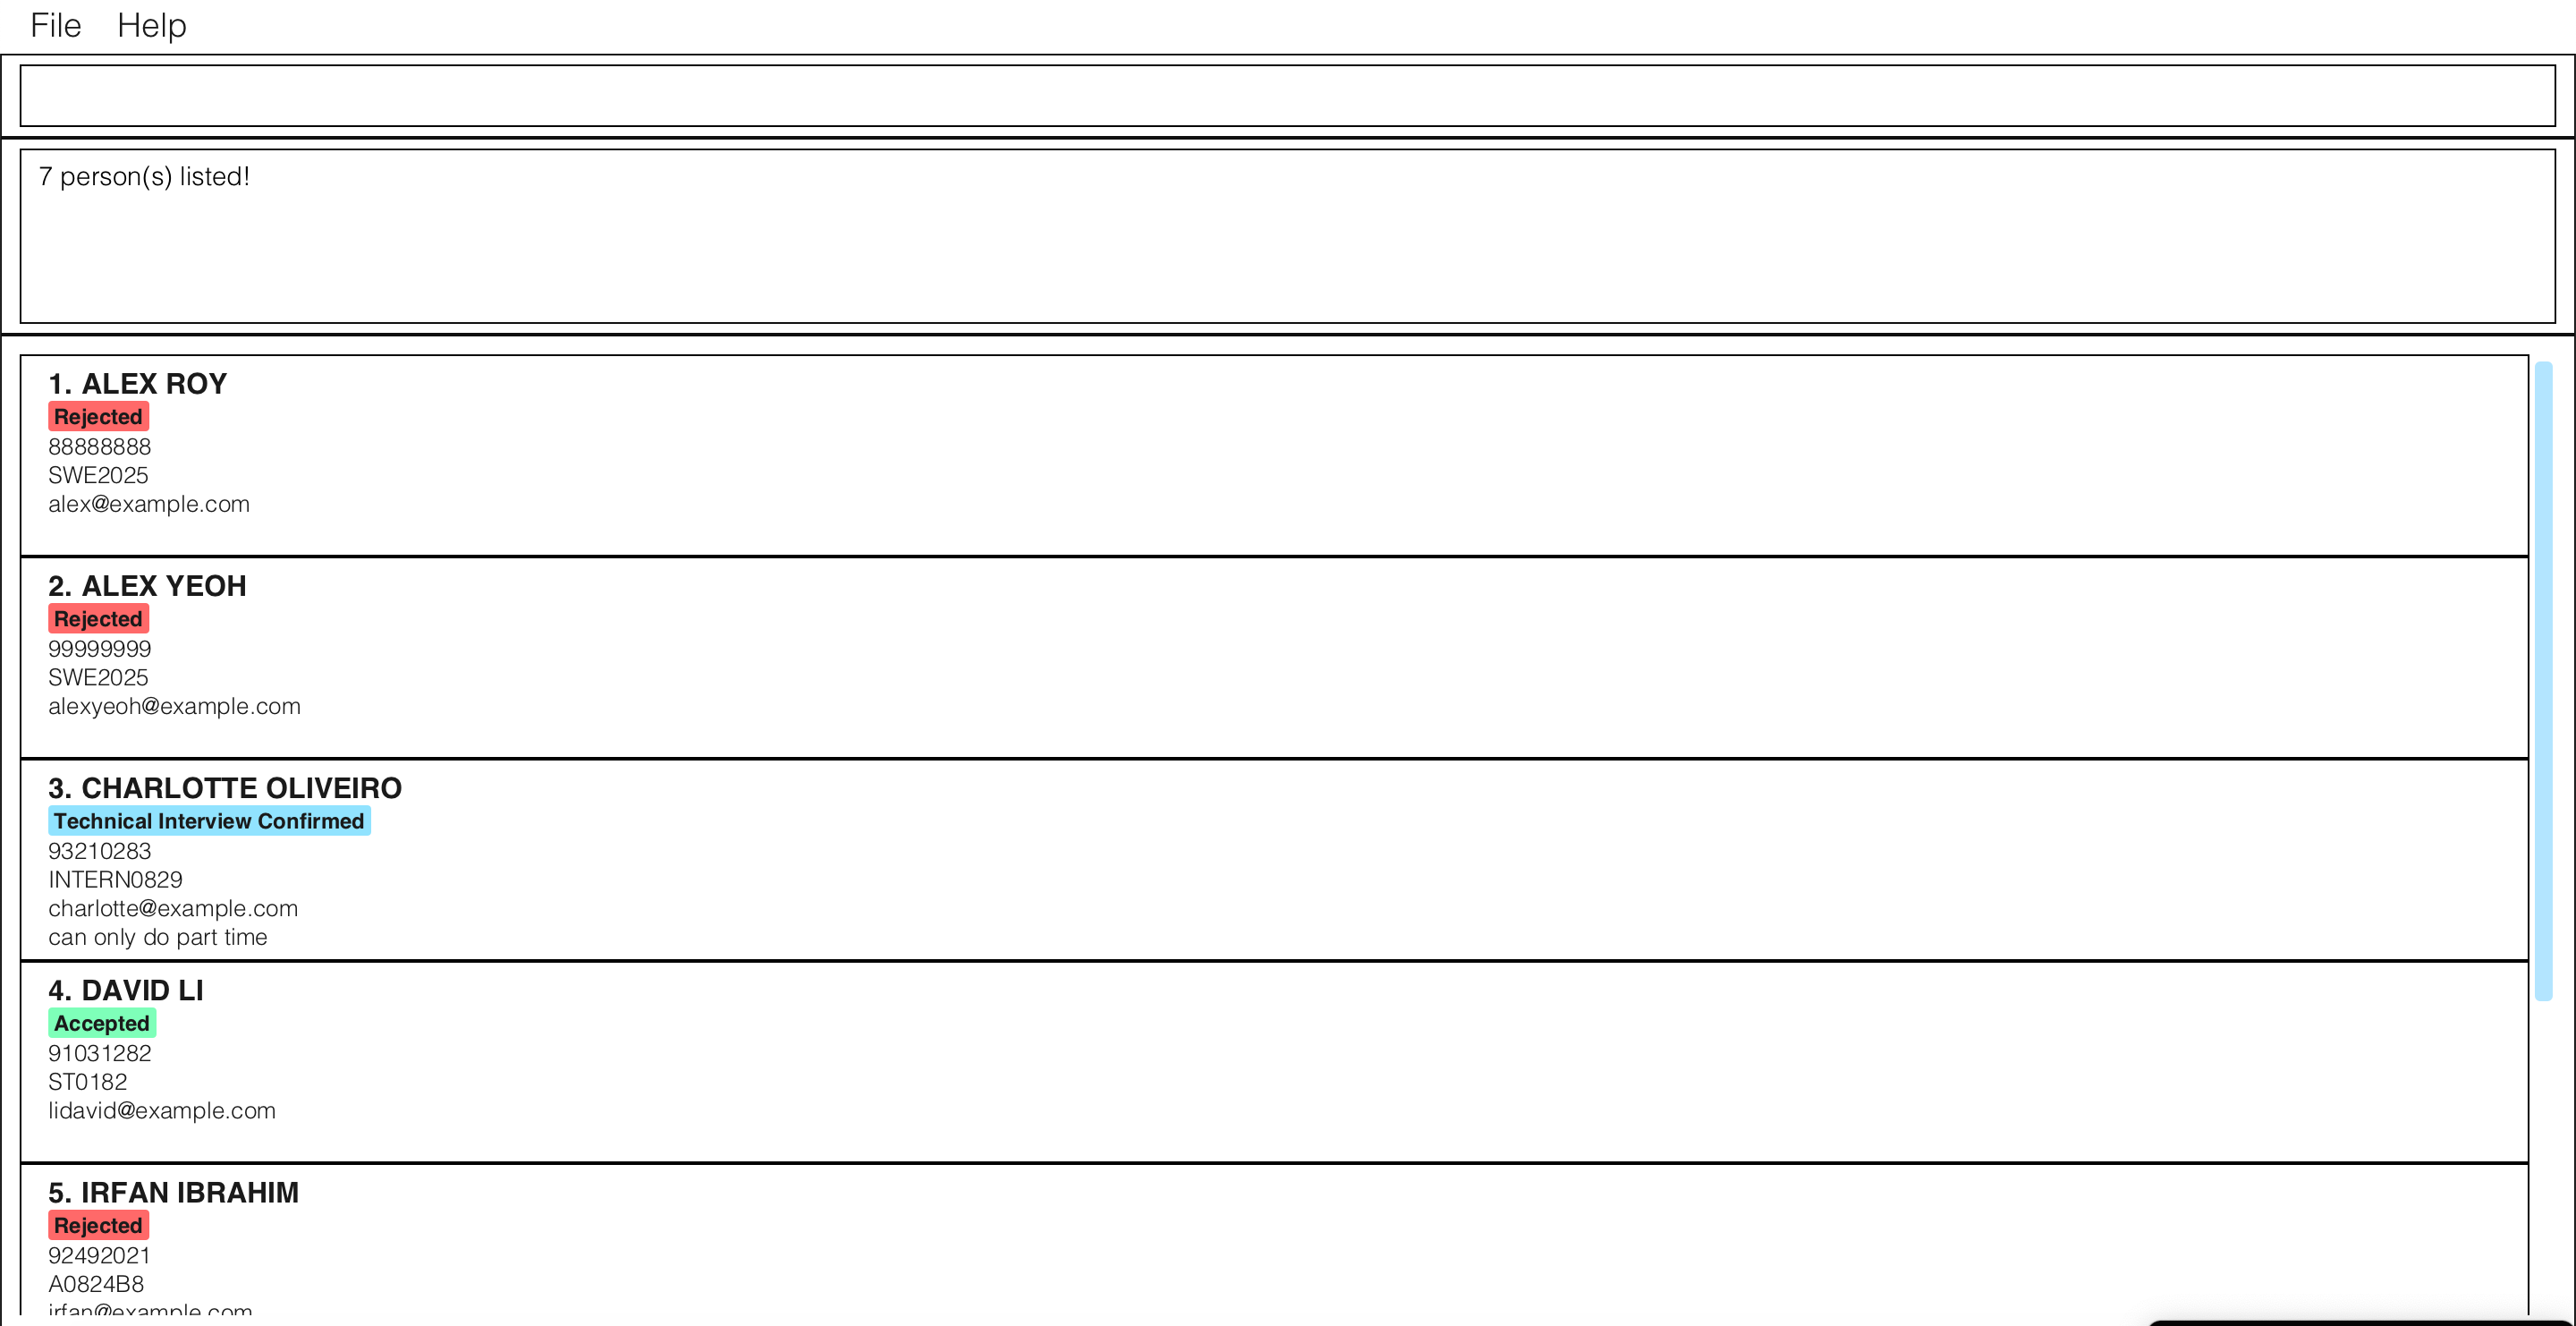 File Help
7 person(s) listed!
1. ALEX ROY
Rejected
88888888
SWE2025
alex@example.com
2. ALEX YEOH
Rejected
99999999
SWE2025
alexyeoh@example.com
3. CHARLOTTE OLIVEIRO
Technical Interview Confirmed
93210283
INTERN0829
charlotte@example.com
can only do part time
4. DAVID LI
Accepted
91031282
ST0182
lidavid@example.com
5. IRFAN IBRAHIM
Rejected
92492021
A0824B8
irfan@example.com